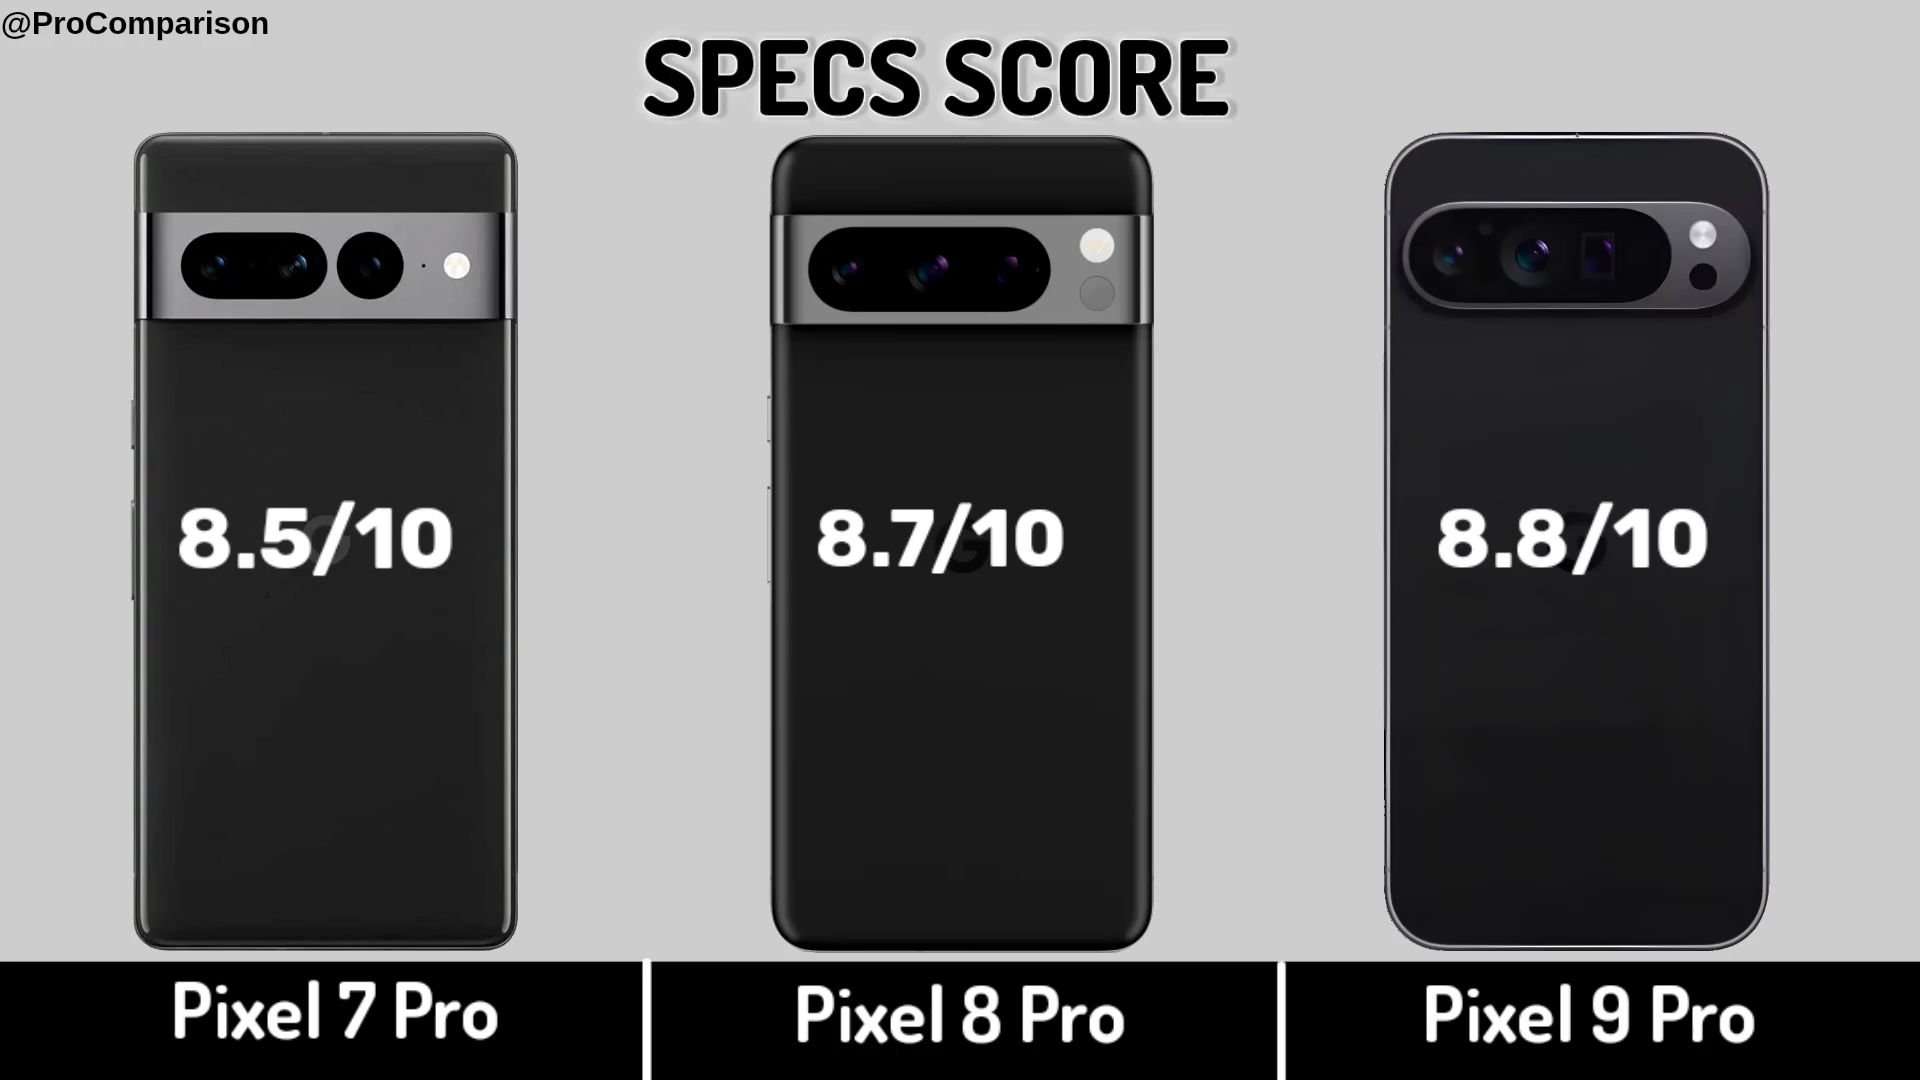 @ProComparison
SPECS SCORE
8.5/10
8.7/10
8.8/10
Pixel 7 Pro
Pixel 8 Pro
Pixel 9 Pro